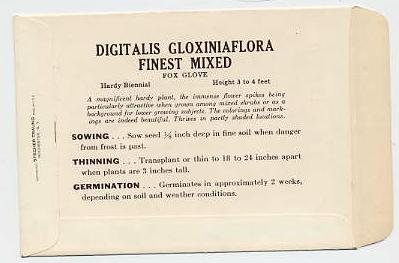 DIGITALIS GLOXINIAFLORA
FINEST MIXED
FOX GLOVE
Hardy Biennial Height 3 to 4 feet
A magnificent hardy plant, the immense flower spikes being
particularly attractive when grown among mixed shrubs or as a
background for lower growing subjects. The colorings and mark-
ings are indeed beautiful. Thrives in partly shaded locations.
SOWING . . . Sow seed ¼ inch deep in fine soil when danger
from frost is past.
THINNING . . . Transplant or thin to 18 to 24 inches apart
when plants are 3 inches tall.
GERMINATION . . . Germinates in approximately 2 weeks,
depending on soil and weather conditions.